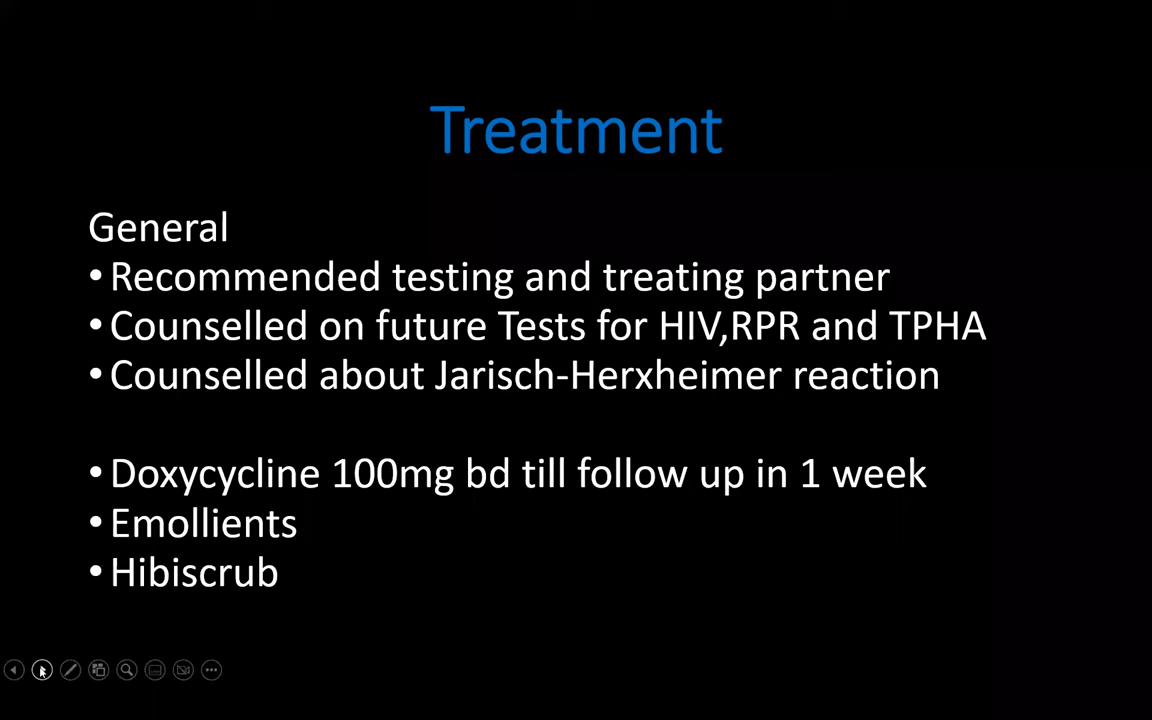 Treatment
General
•Recommended testing and treating partner
•Counselled on future Tests for HIV,RPR and TPHA
•Counselled about Jarisch-Herxheimer reaction
•Doxycycline 100mg bd till follow up in 1 week
•Emollients
•Hibiscrub